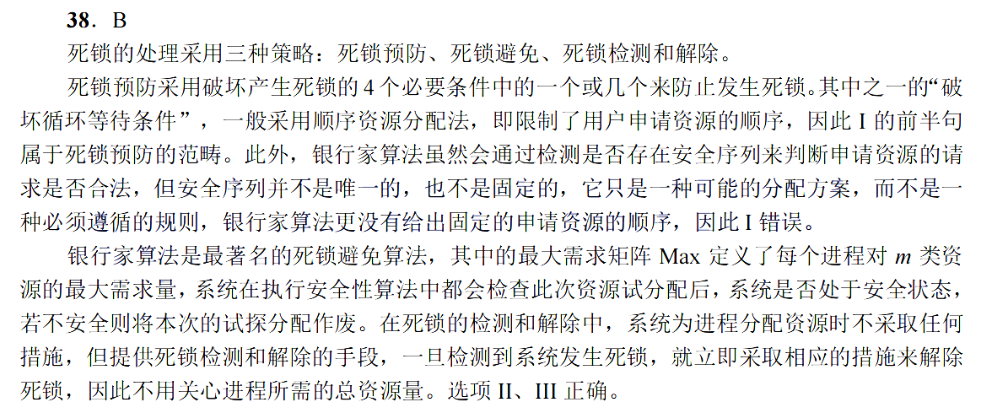 38．B
死锁的处理采用三种策略：死锁预防、死锁避免、死锁检测和解除。
死锁预防采用破坏产生死锁的 4 个必要条件中的一个或几个来防止发生死锁。其中之一的“破
坏循环等待条件”，一般采用顺序资源分配法，即限制了用户申请资源的顺序，因此 I 的前半句
属于死锁预防的范畴。此外，银行家算法虽然会通过检测是否存在安全序列来判断申请资源的请
求是否合法，但安全序列并不是唯一的，也不是固定的，它只是一种可能的分配方案，而不是一
种必须遵循的规则，银行家算法更没有给出固定的申请资源的顺序，因此 I 错误。
银行家算法是最著名的死锁避免算法，其中的最大需求矩阵 Max 定义了每个进程对 m 类资
源的最大需求量，系统在执行安全性算法中都会检查此次资源试分配后，系统是否处于安全状态，
若不安全则将本次的试探分配作废。在死锁的检测和解除中，系统为进程分配资源时不采取任何
措施，但提供死锁检测和解除的手段，一旦检测到系统发生死锁，就立即采取相应的措施来解除
死锁，因此不用关心进程所需的总资源量。选项 II、III 正确。